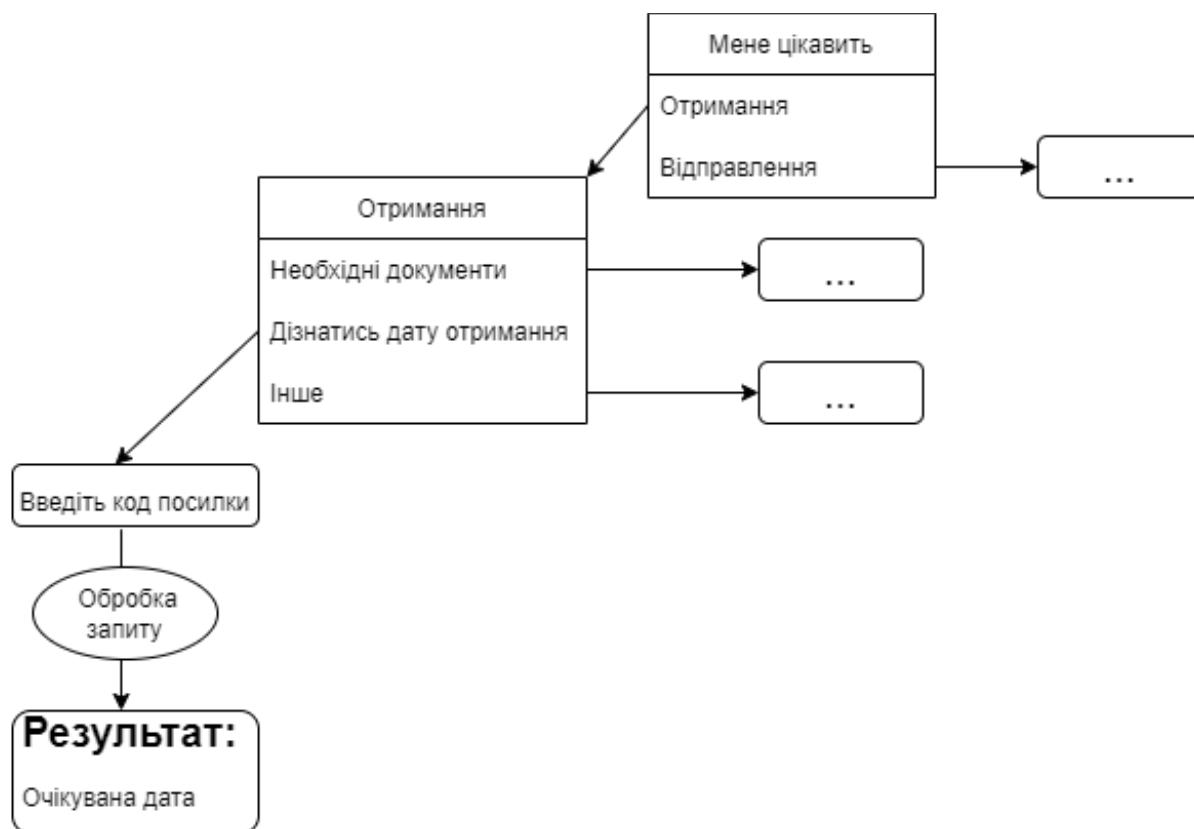 Мене цікавить
Отримання
Відправлення
...
Отримання
Необхідні документи
...
Дізнатись дату отримання
Інше
...
Введіть код посилки
Обробка
запиту
Результат:
Очікувана дата